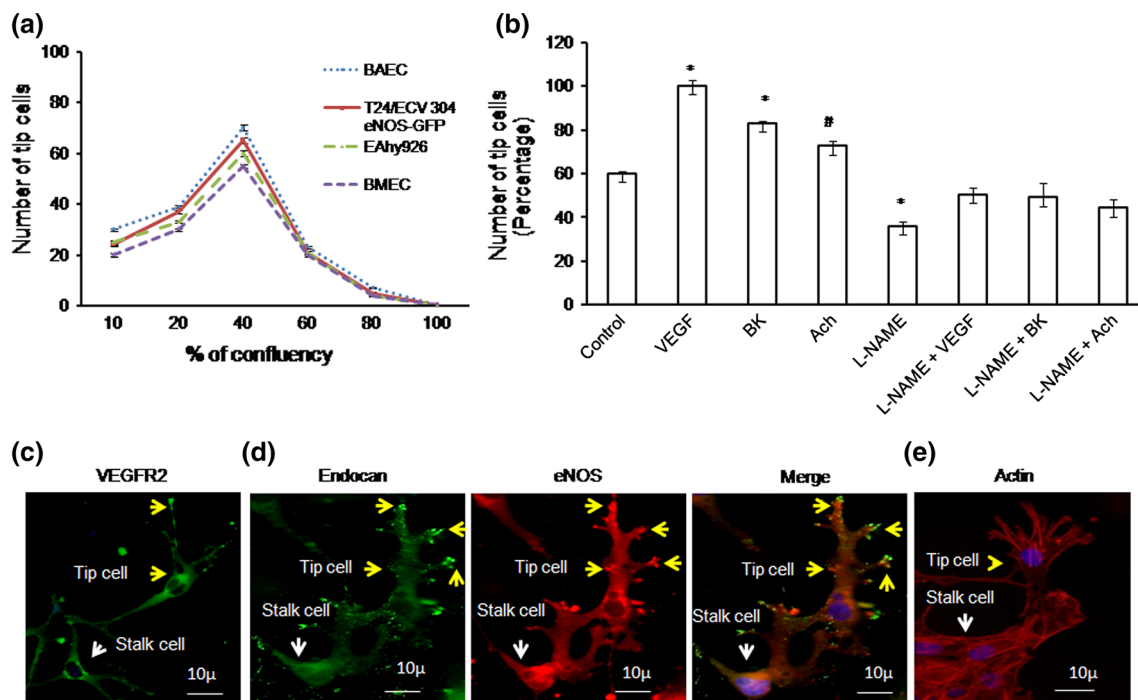 (a)
100
80
60
40
20
0
Number of tip cells
10 20 40 60 80 100
% of confluency
BAEC
T24/ECV 304
eNOS-GFP
EAhy926
BMEC
(b)
120
100
80
60
40
20
0
Number of tip cells
(Percentage)
*
*
#
*
Control
VEGF
BK
Ach
L-NAME
L-NAME + VEGF
L-NAME + BK
L-NAME + Ach
(c)
VEGFR2
Tip cell
Stalk cell
10µ
(d)
Endocan
Tip cell
Stalk cell
10µ
eNOS
Tip cell
Stalk cell
10µ
Merge
Tip cell
Stalk cell
10µ
(e)
Actin
Tip cell
Stalk cell
10µ